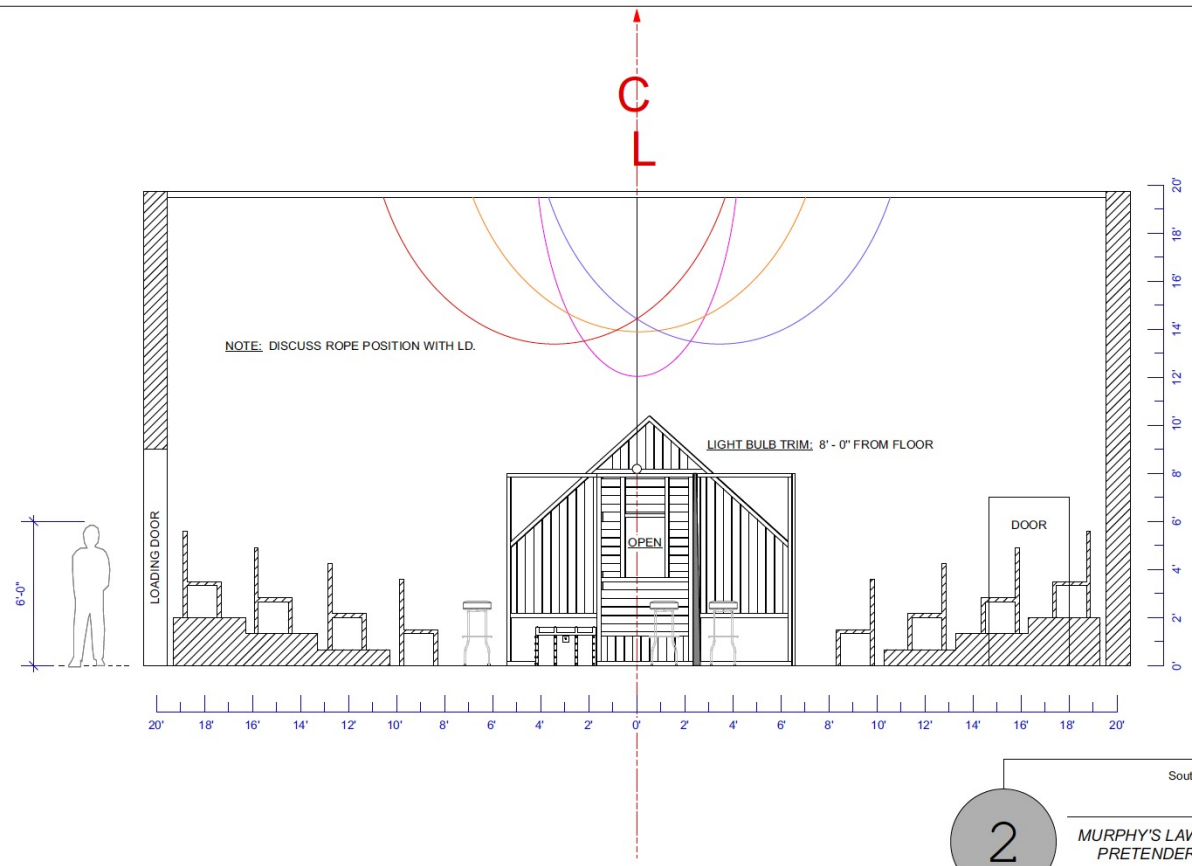 C
L
20'
18'
16'
14'
12'
10'
8'
6'
4'
2'
0'
NOTE: DISCUSS ROPE POSITION WITH LD.
LIGHT BULB TRIM: 8' - 0" FROM FLOOR
LOADING DOOR
6'-0"
OPEN
DOOR
20' 18' 16' 14' 12' 10' 8' 6' 4' 2' 0' 2' 4' 6' 8' 10' 12' 14' 16' 18' 20'
2
MURPHY'S